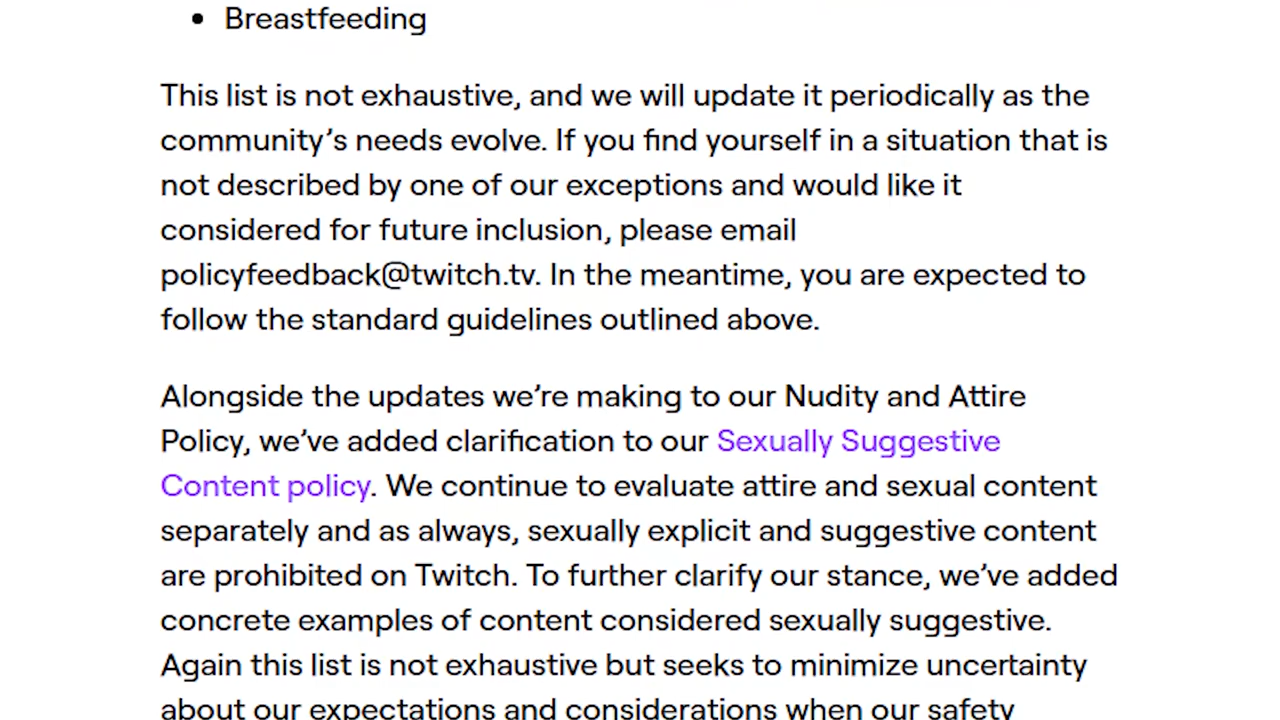 • Breastfeeding
This list is not exhaustive, and we will update it periodically as the
community’s needs evolve. If you find yourself in a situation that is
not described by one of our exceptions and would like it
considered for future inclusion, please email
policyfeedback@twitch.tv. In the meantime, you are expected to
follow the standard guidelines outlined above.
Alongside the updates we’re making to our Nudity and Attire
Policy, we’ve added clarification to our Sexually Suggestive
Content policy. We continue to evaluate attire and sexual content
separately and as always, sexually explicit and suggestive content
are prohibited on Twitch. To further clarify our stance, we’ve added
concrete examples of content considered sexually suggestive.
Again this list is not exhaustive but seeks to minimize uncertainty
about our expectations and considerations when our safety